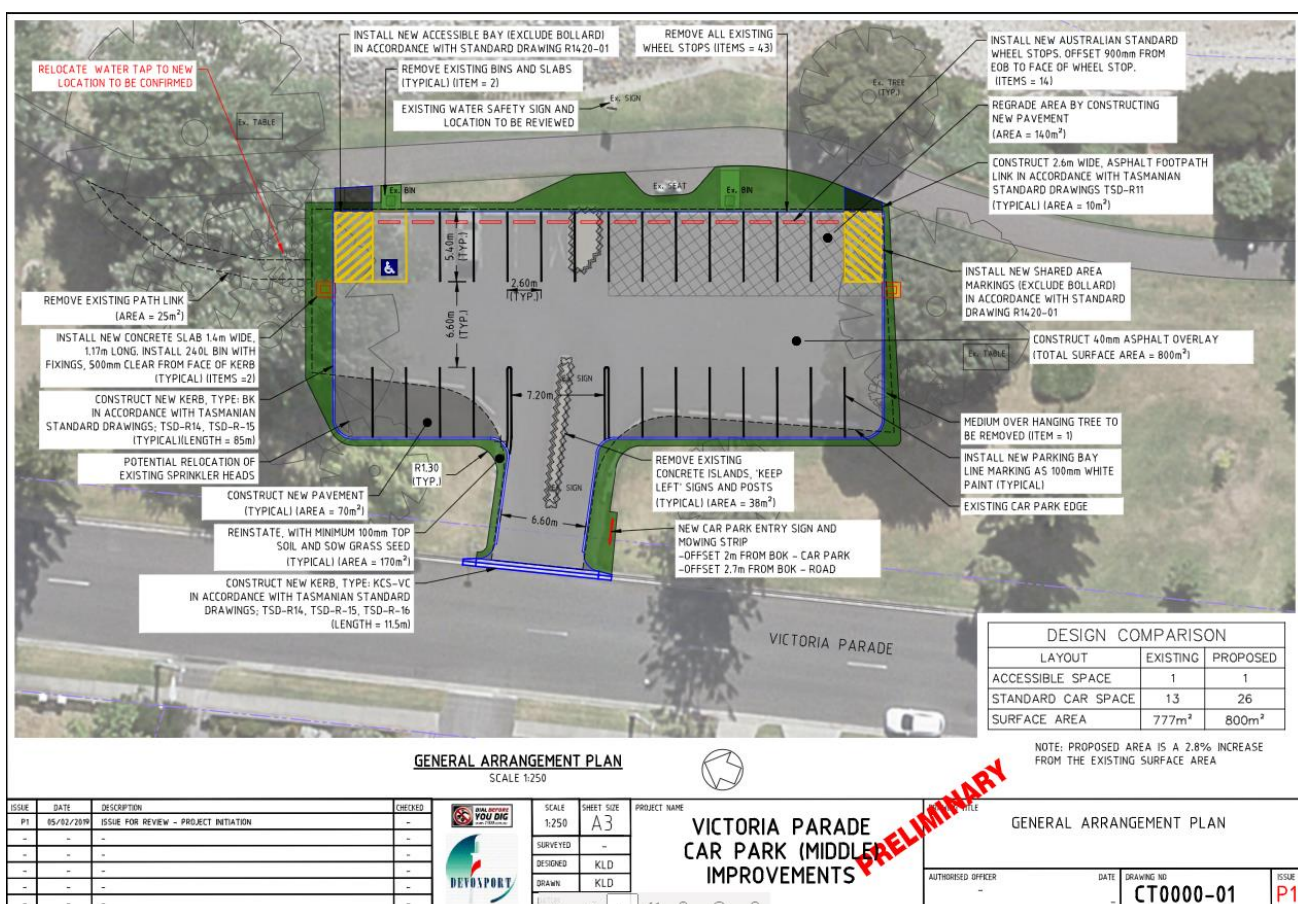 INSTALL NEW ACCESSIBLE BAY (EXCLUDE BOLLARD)
IN ACCORDANCE WITH STANDARD DRAWING R1420-01
REMOVE ALL EXISTING
WHEEL STOPS (ITEMS = 43)
INSTALL NEW AUSTRALIAN STANDARD
WHEEL STOPS. OFFSET 900mm FROM
EOB TO FACE OF WHEEL STOP.
(ITEMS = 14)
RELOCATE WATER TAP TO NEW
LOCATION TO BE CONFIRMED
REMOVE EXISTING BINS AND SLABS
(TYPICAL) (ITEM = 2)
EXISTING WATER SAFETY SIGN AND
LOCATION TO BE REVIEWED
Ex. SIGN
Ex. TREE
(TYP.)
Ex. TABLE
REGRADE AREA BY CONSTRUCTING
NEW PAVEMENT
(AREA = 140m²)
CONSTRUCT 2.6m WIDE, ASPHALT FOOTPATH
LINK IN ACCORDANCE WITH TASMANIAN
STANDARD DRAWINGS TSD-R11
(TYPICAL) (AREA = 10m²)
Ex. BIN
Ex. SEAT
Ex. BIN
5.40m
(TYP.)
2.60m
(TYP.)
6.60m
(TYP.)
INSTALL NEW SHARED AREA
MARKINGS (EXCLUDE BOLLARD)
IN ACCORDANCE WITH STANDARD
DRAWING R1420-01
REMOVE EXISTING PATH LINK
(AREA = 25m²)
INSTALL NEW CONCRETE SLAB 1.4m WIDE,
1.17m LONG. INSTALL 240L BIN WITH
FIXINGS, 500mm CLEAR FROM FACE OF KERB
(TYPICAL) (ITEMS =2)
CONSTRUCT 40mm ASPHALT OVERLAY
(TOTAL SURFACE AREA = 800m²)
Ex. TABLE
SIGN
7.20m
CONSTRUCT NEW KERB, TYPE: BK
IN ACCORDANCE WITH TASMANIAN
STANDARD DRAWINGS; TSD-R14, TSD-R-15
(TYPICAL)(LENGTH = 85m)
MEDIUM OVER HANGING TREE TO
BE REMOVED (ITEM = 1)
POTENTIAL RELOCATION OF
EXISTING SPRINKLER HEADS
R1.30
(TYP.)
REMOVE EXISTING
CONCRETE ISLANDS, 'KEEP
LEFT' SIGNS AND POSTS
(TYPICAL) (AREA = 38m²)
INSTALL NEW PARKING BAY
LINE MARKING AS 100mm WHITE
PAINT (TYPICAL)
EXISTING CAR PARK EDGE
CONSTRUCT NEW PAVEMENT
(TYPICAL) (AREA = 70m²)
SIGN
6.60m
REINSTATE, WITH MINIMUM 100mm TOP
SOIL AND SOW GRASS SEED
(TYPICAL) (AREA = 170m²)
NEW CAR PARK ENTRY SIGN AND
MOWING STRIP
-OFFSET 2m FROM BOK - CAR PARK
-OFFSET 2.7m FROM BOK - ROAD
CONSTRUCT NEW KERB, TYPE: KCS-VC
IN ACCORDANCE WITH TASMANIAN STANDARD
DRAWINGS; TSD-R14, TSD-R-15, TSD-R-16
(LENGTH = 11.5m)
VICTORIA PARADE
DESIGN COMPARISON
LAYOUT EXISTING PROPOSED
ACCESSIBLE SPACE 1 1
STANDARD CAR SPACE 13 26
SURFACE AREA 777m² 800m²
NOTE: PROPOSED AREA IS A 2.8% INCREASE
FROM THE EXISTING SURFACE AREA
GENERAL ARRANGEMENT PLAN
SCALE 1:250
ISSUE DATE DESCRIPTION CHECKED
P1 05/02/2019 ISSUE FOR REVIEW - PROJECT INITIATION -
DIAL BEFORE
YOU DIG
DEVONPORT
SCALE SHEET SIZE
1:250 A3
SURVEYED -
DESIGNED KLD
DRAWN KLD
PROJECT NAME
VICTORIA PARADE
CAR PARK (MIDDLE)
IMPROVEMENTS
PRELIMINARY
TITLE
GENERAL ARRANGEMENT PLAN
AUTHORISED OFFICER DATE
- -
DRAWING NO
CT0000-01
ISSUE
P1